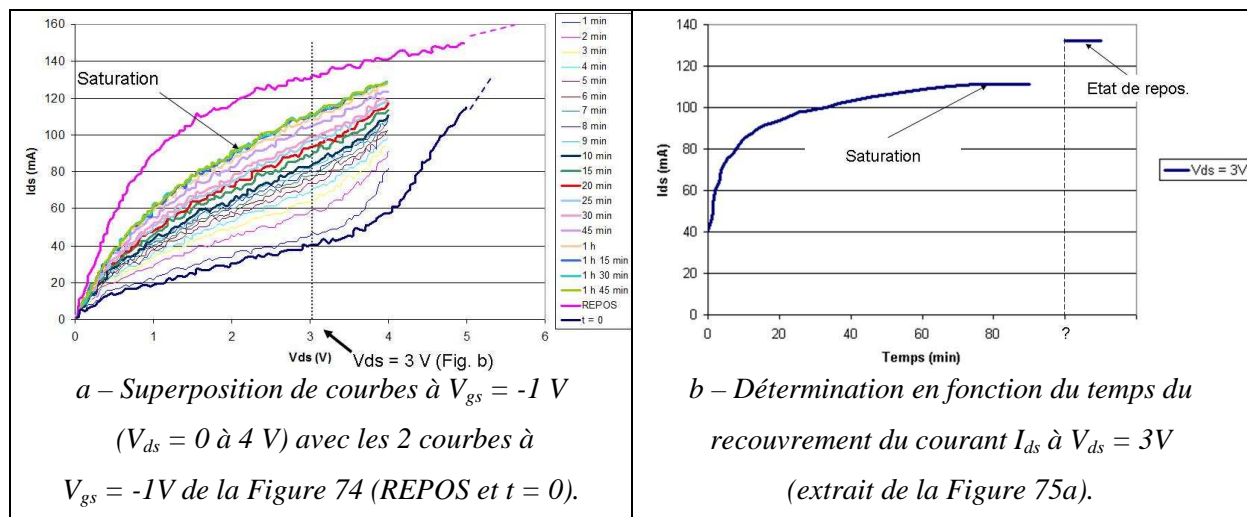 160
140
120
100
80
60
40
20
0
Ids (mA)
Saturation
0 1 2 3 4 5 6
Vds (V)
Vds = 3 V (Fig. b)
1 min
2 min
3 min
4 min
5 min
6 min
7 min
8 min
9 min
10 min
15 min
20 min
25 min
30 min
45 min
1 h
1 h 15 min
1 h 30 min
1 h 45 min
REPOS
t = 0
a – Superposition de courbes à Vgs = -1 V
(Vds = 0 à 4 V) avec les 2 courbes à
Vgs = -1V de la Figure 74 (REPOS et t = 0).
140
120
100
80
60
40
20
0
Ids (mA)
Etat de repos.
Saturation
Vds = 3V
0 20 40 60 80 ?
Temps (min)
b – Détermination en fonction du temps du
recouvrement du courant Ids à Vds = 3V
(extrait de la Figure 75a).